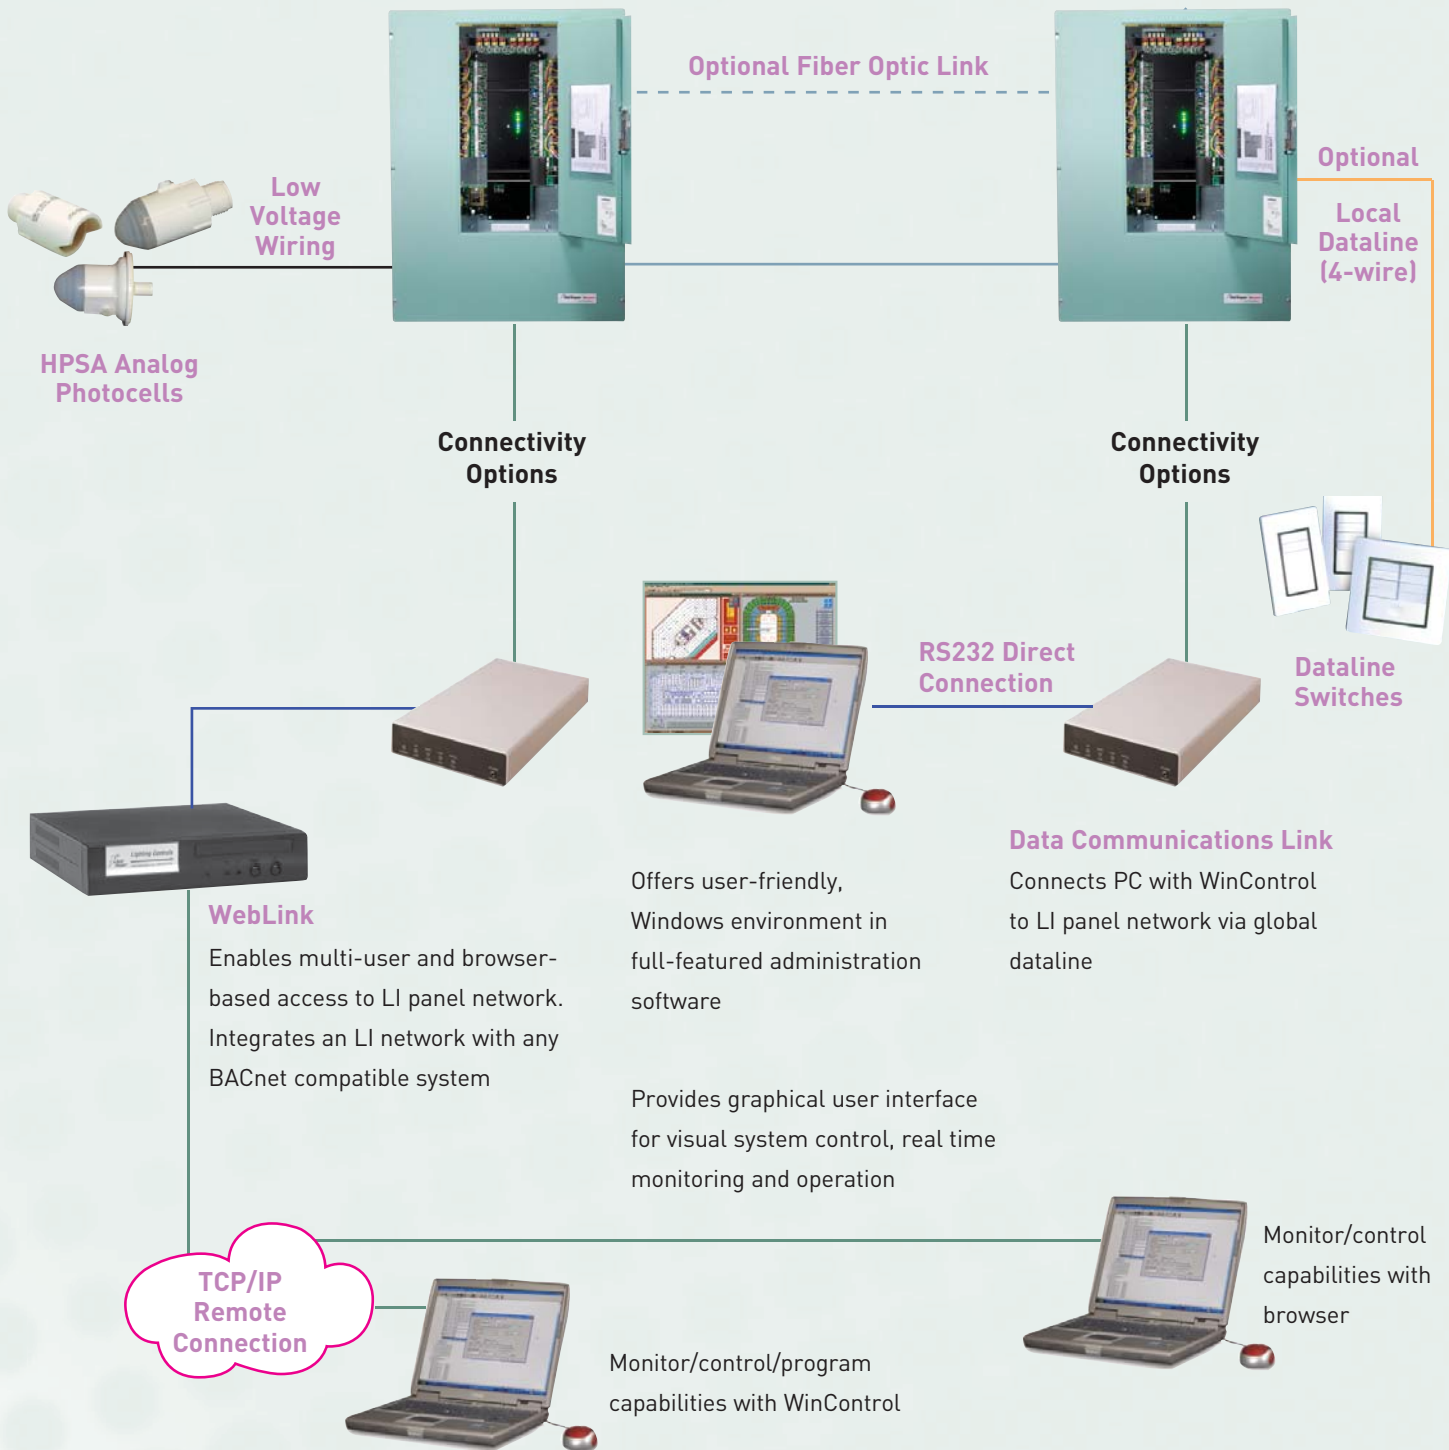 Optional Fiber Optic Link
Optional
Local
Dataline
(4-wire)
Low
Voltage
Wiring
HPSA Analog
Photocells
Connectivity
Options
Connectivity
Options
RS232 Direct
Connection
Dataline
Switches
Lighting Controls
WebLink
Enables multi-user and browser-
based access to LI panel network.
Integrates an LI network with any
BACnet compatible system
Offers user-friendly,
Windows environment in
full-featured administration
software
Provides graphical user interface
for visual system control, real time
monitoring and operation
Data Communications Link
Connects PC with WinControl
to LI panel network via global
dataline
TCP/IP
Remote
Connection
Monitor/control/program
capabilities with WinControl
Monitor/control
capabilities with
browser